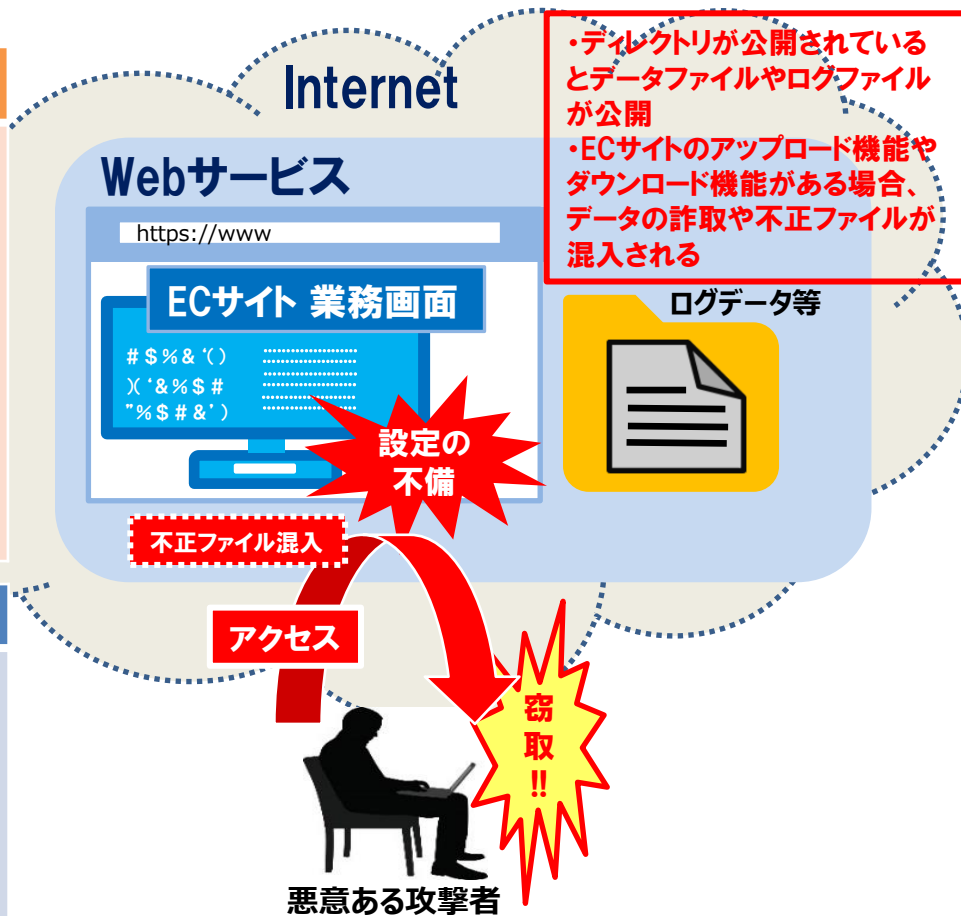 ・ディレクトリが公開されている
とデータファイルやログファイル
が公開
・ECサイトのアップロード機能や
ダウンロード機能がある場合、
データの詐取や不正ファイルが
混入される
Internet
Webサービス
https://www
ECサイト 業務画面
#$%&'()
)('&%$#
"%$#&')
ログデータ等
設定の
不備
不正ファイル混入
アクセス
窃
取
!!
悪意ある攻撃者